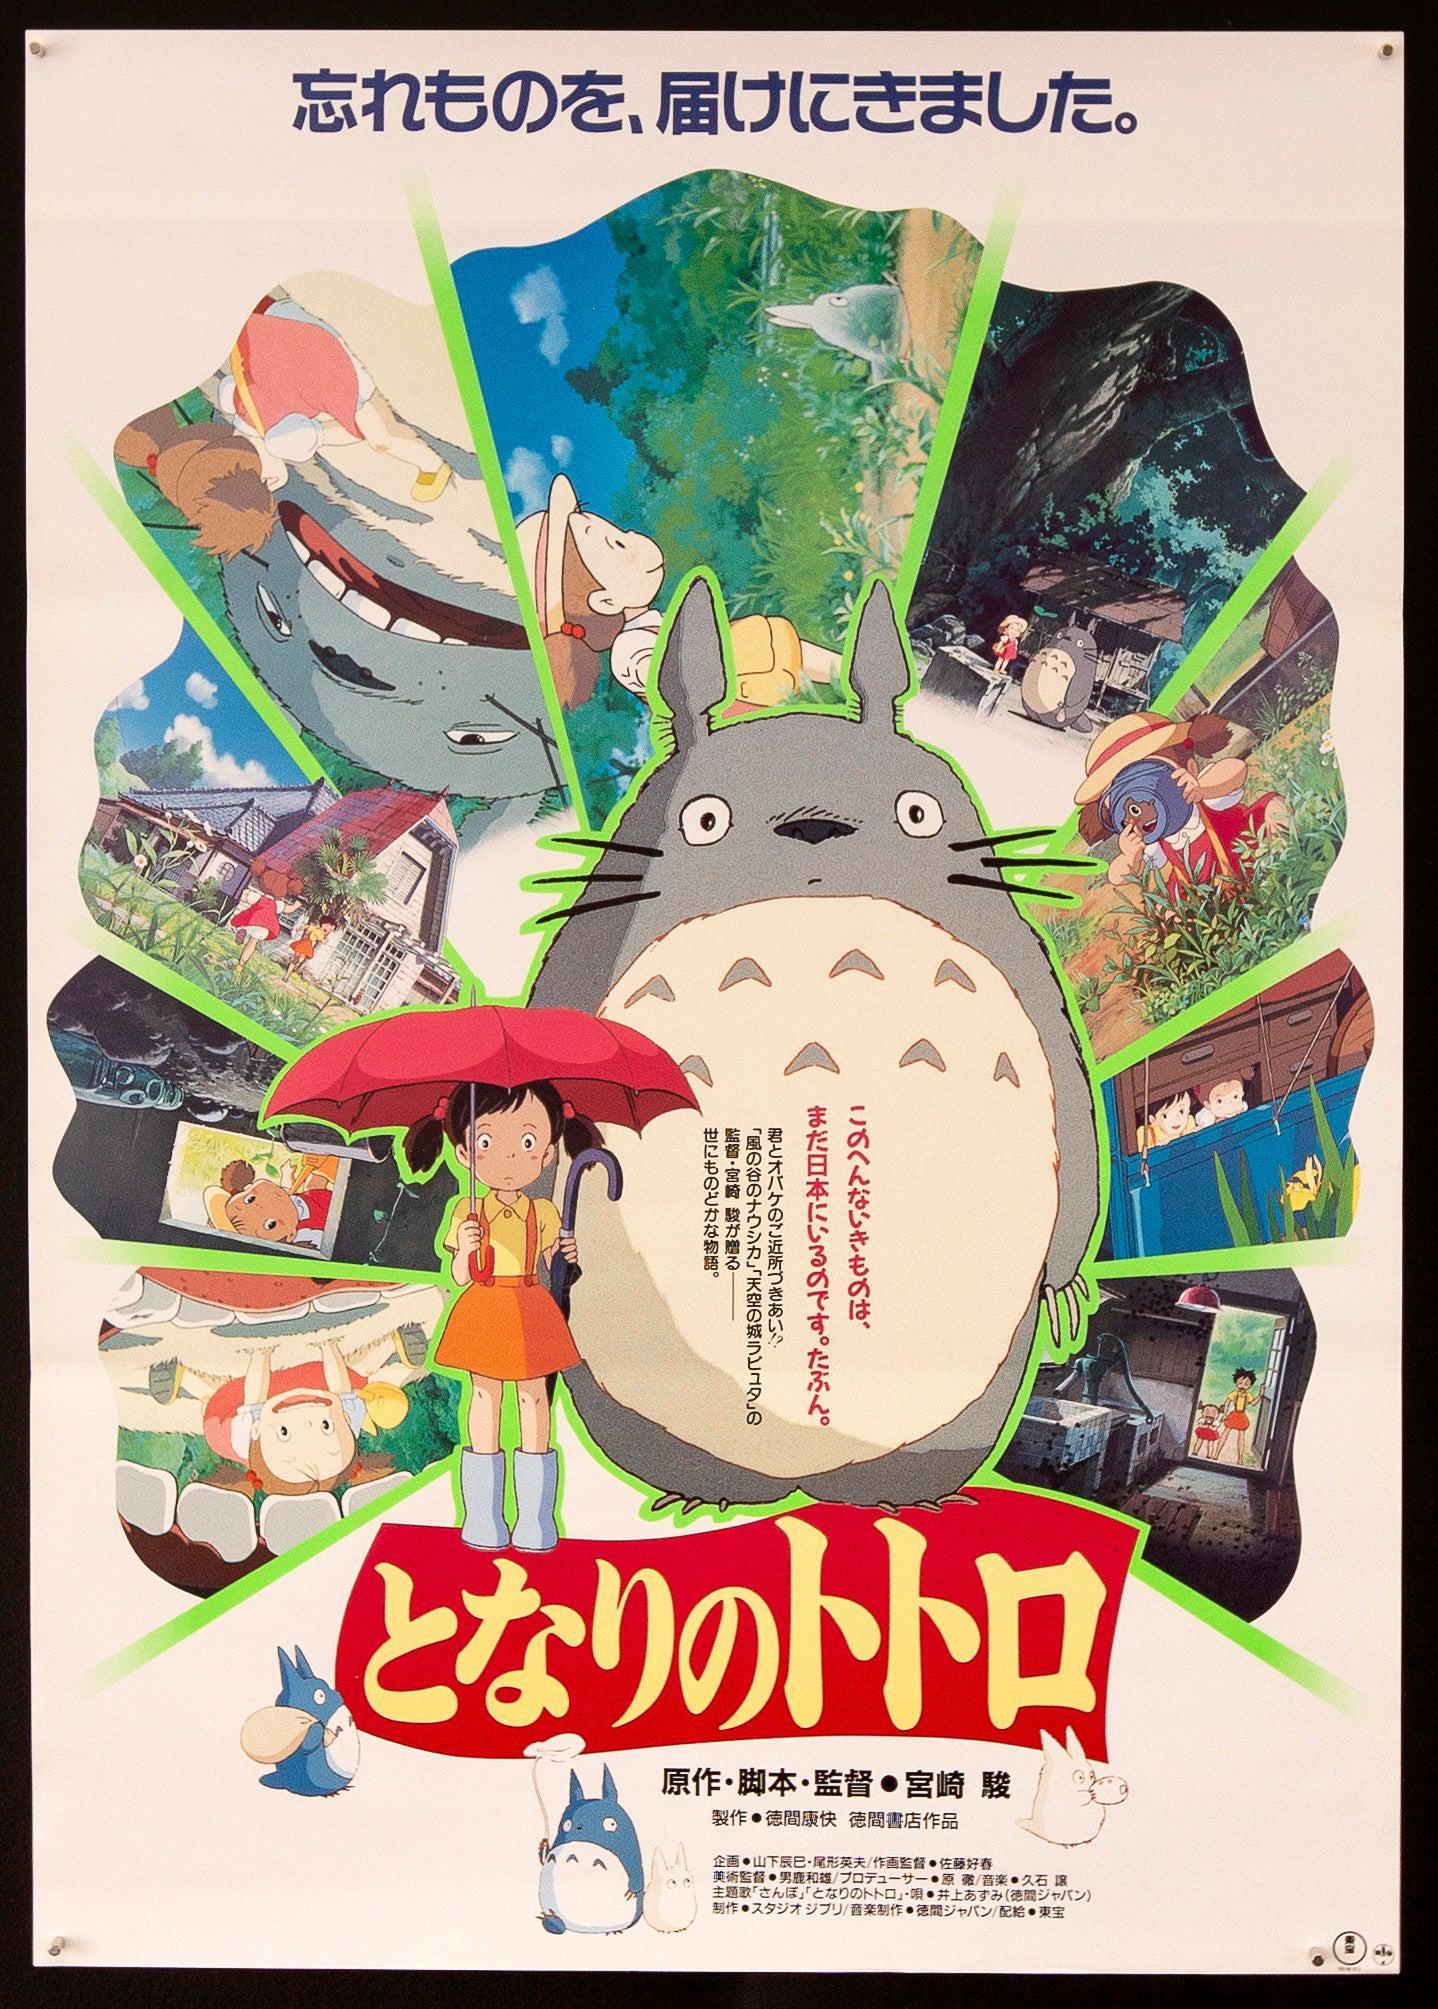 忘れものを、届けにきました。
このへんないきものは、
まだ日本にいるのです。たぶん。
君とオバケのご近所づきあい!?
「風の谷のナウシカ」「天空の城ラピュタ」の
監督・宮崎 駿が贈る――
世にものどかな物語。
となりのトトロ
原作・脚本・監督●宮崎 駿
製作●徳間康快 徳間書店作品
企画●山下辰巳・尾形英夫/作画監督●佐藤好春
美術監督●男鹿和雄/プロデューサー●原 徹/音楽●久石 譲
主題歌「さんぽ」「となりのトトロ」・唄●井上あずみ(徳間ジャパン)
制作●スタジオジブリ/音楽制作●徳間ジャパン/配給●東宝
東宝